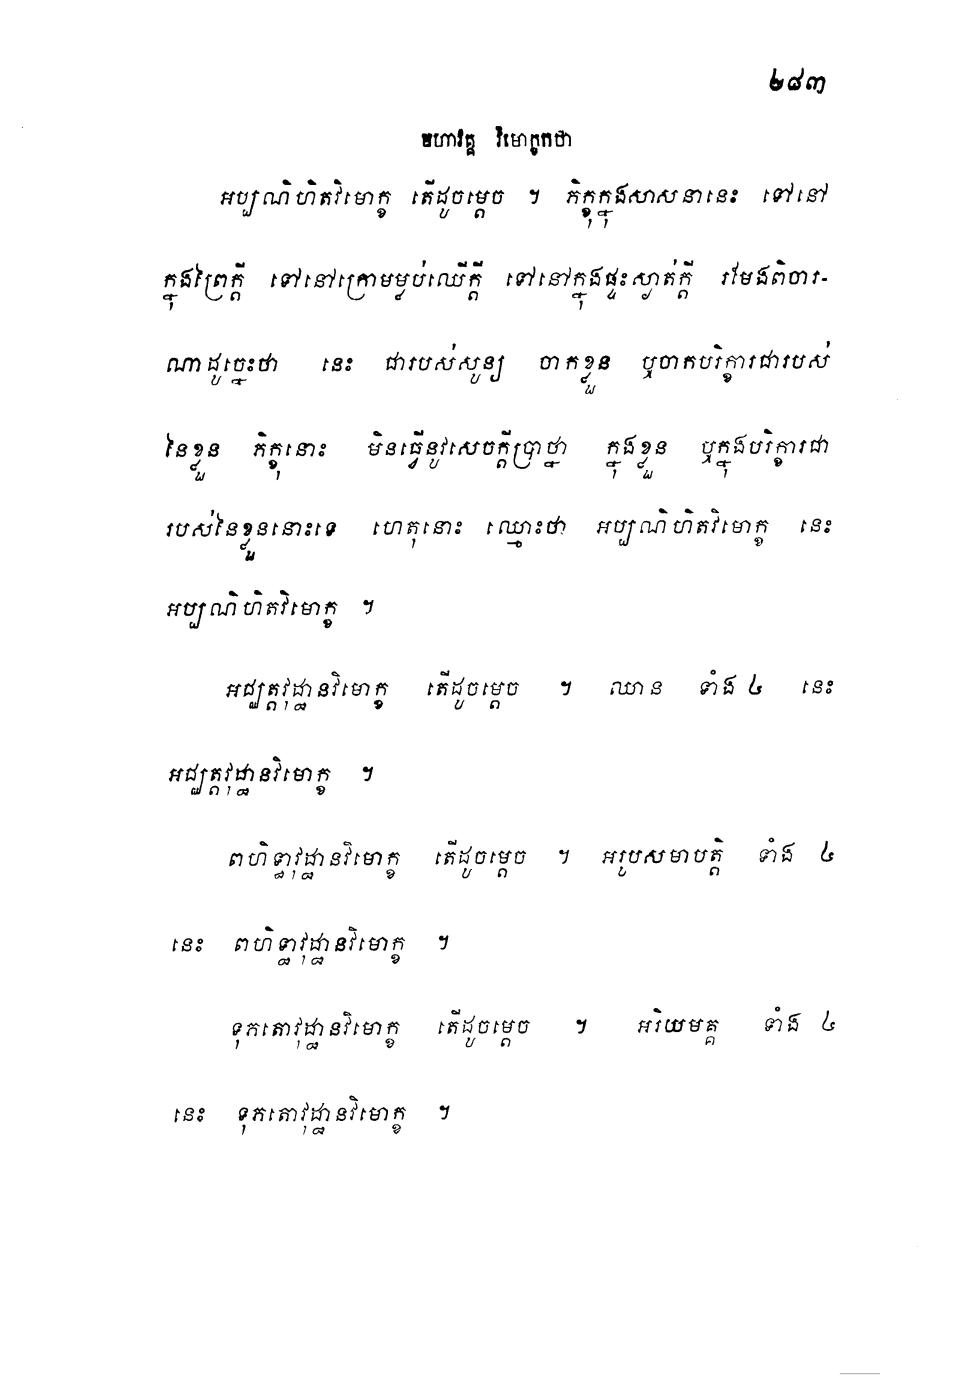 ២៨៣
មហាវគ្គ វិមោក្ខកថា
អប្បណិហិតវិមោក្ខ តើដូចម្តេច ។ ភិក្ខុក្នុងសាសនានេះ ទៅនៅ
ក្នុងព្រៃក្តី ទៅនៅក្រោមម្លប់ឈើក្តី ទៅនៅក្នុងផ្ទះស្ងាត់ក្តី រមែងពិចារ-
ណាដូច្នេះថា នេះ ជារបស់សូន្យ ចាកខ្លួន ឬចាកបរិក្ខារជារបស់
នៃខ្លួន ភិក្ខុនោះ មិនធ្វើនូវសេចក្តីប្រាថ្នា ក្នុងខ្លួន ឬក្នុងបរិក្ខារជា
របស់នៃខ្លួននោះទេ ហេតុនោះ ឈ្មោះថា អប្បណិហិតវិមោក្ខ នេះ
អប្បណិហិតវិមោក្ខ ។
អជ្ឈត្តវុដ្ឋានវិមោក្ខ តើដូចម្តេច ។ ឈាន ទាំង ៤ នេះ
អជ្ឈត្តវុដ្ឋានវិមោក្ខ ។
ពហិទ្ធាវុដ្ឋានវិមោក្ខ តើដូចម្តេច ។ អរូបសមាបត្តិ ទាំង ៤
នេះ ពហិទ្ធាវុដ្ឋានវិមោក្ខ ។
ទុភតោវុដ្ឋានវិមោក្ខ តើដូចម្តេច ។ អរិយមគ្គ ទាំង ៤
នេះ ទុភតោវុដ្ឋានវិមោក្ខ ។